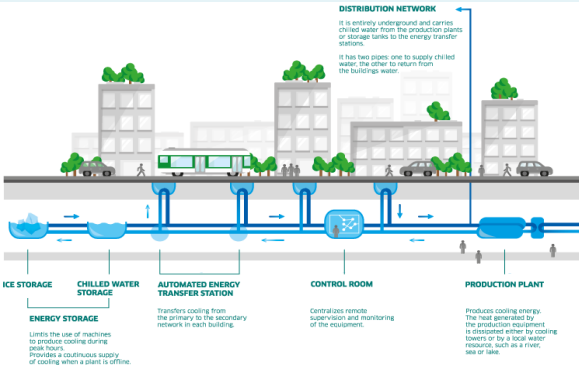 DISTRIBUTION NETWORK
It is entirely underground and carries
chilled water from the production plants
or storage tanks to the energy transfer
stations.
It has two pipes: one to supply chilled
water, the other to return from
the buildings water.
ICE STORAGE
CHILLED WATER
STORAGE
ENERGY STORAGE
Limtis the use of machines
to produce cooling during
peak hours.
Provides a coutinuous supply
of cooling when a plant is offline.
AUTOMATED ENERGY
TRANSFER STATION
Transfers cooling from
the primary to the secondary
network in each building.
CONTROL ROOM
Centralizes remote
supervision and monitoring
of the equipment.
PRODUCTION PLANT
Produces cooling energy.
The heat generated by
the production equipment
is dissipated either by cooling
towers or by a local water
resource, such as a river,
sea or lake.